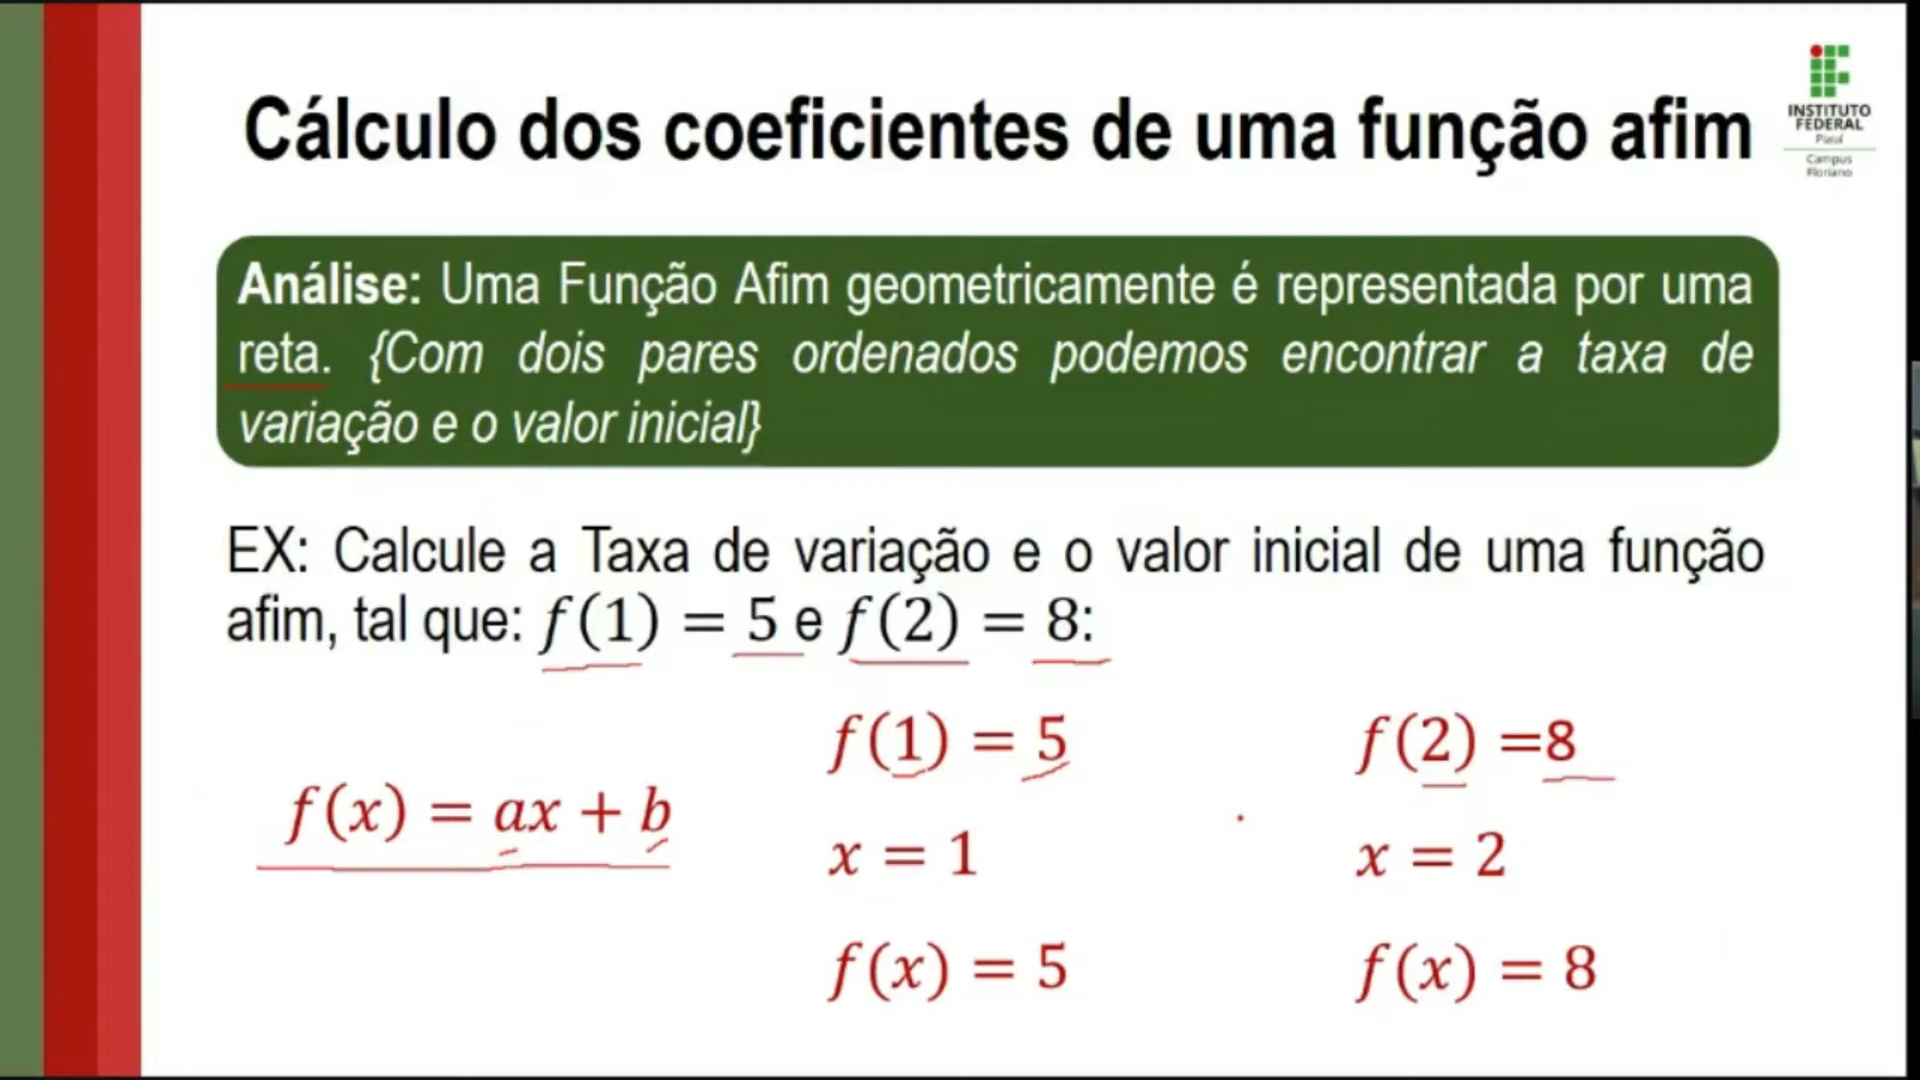 Cálculo dos coeficientes de uma função afim
INSTITUTO
FEDERAL
Piauí
Campus
Floriano
Análise: Uma Função Afim geometricamente é representada por uma
reta. {Com dois pares ordenados podemos encontrar a taxa de
variação e o valor inicial}
EX: Calcule a Taxa de variação e o valor inicial de uma função
afim, tal que: f(1) = 5 e f(2) = 8:
f(x) = ax + b
f(1) = 5
x = 1
f(x) = 5
f(2) =8
x = 2
f(x) = 8